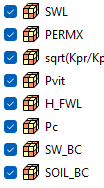 SWL
PERMX
sqrt(Kpr/Kp
Pvit
H_FWL
Pc
SW_BC
SOIL_BC